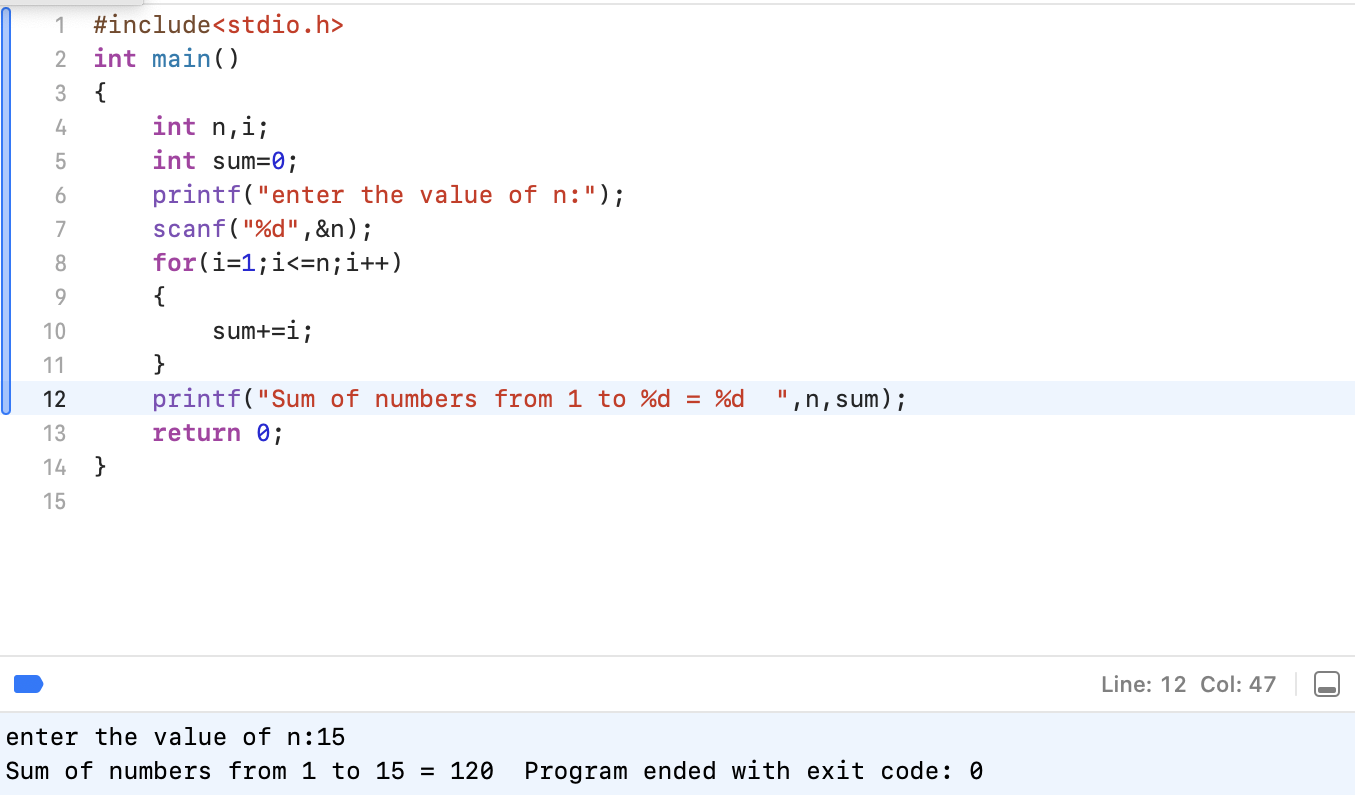 1 #include<stdio.h>
2 int main()
3 {
4     int n,i;
5     int sum=0;
6     printf("enter the value of n:");
7     scanf("%d",&n);
8     for(i=1;i<=n;i++)
9     {
10         sum+=i;
11     }
12     printf("Sum of numbers from 1 to %d = %d  ",n,sum);
13     return 0;
14 }
15
Line: 12 Col: 47
enter the value of n:15
Sum of numbers from 1 to 15 = 120  Program ended with exit code: 0